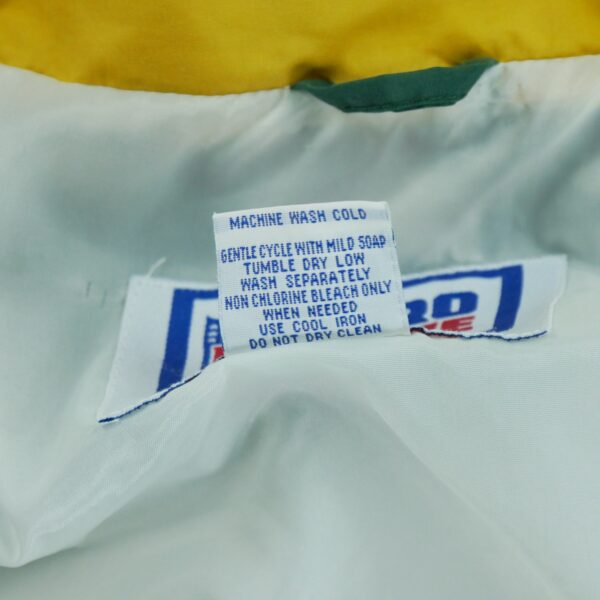 MACHINE WASH COLD
GENTLE CYCLE WITH MILD SOAP
TUMBLE DRY LOW
WASH SEPARATELY
NON CHLORINE BLEACH ONLY
WHEN NEEDED
USE COOL IRON
DO NOT DRY CLEAN